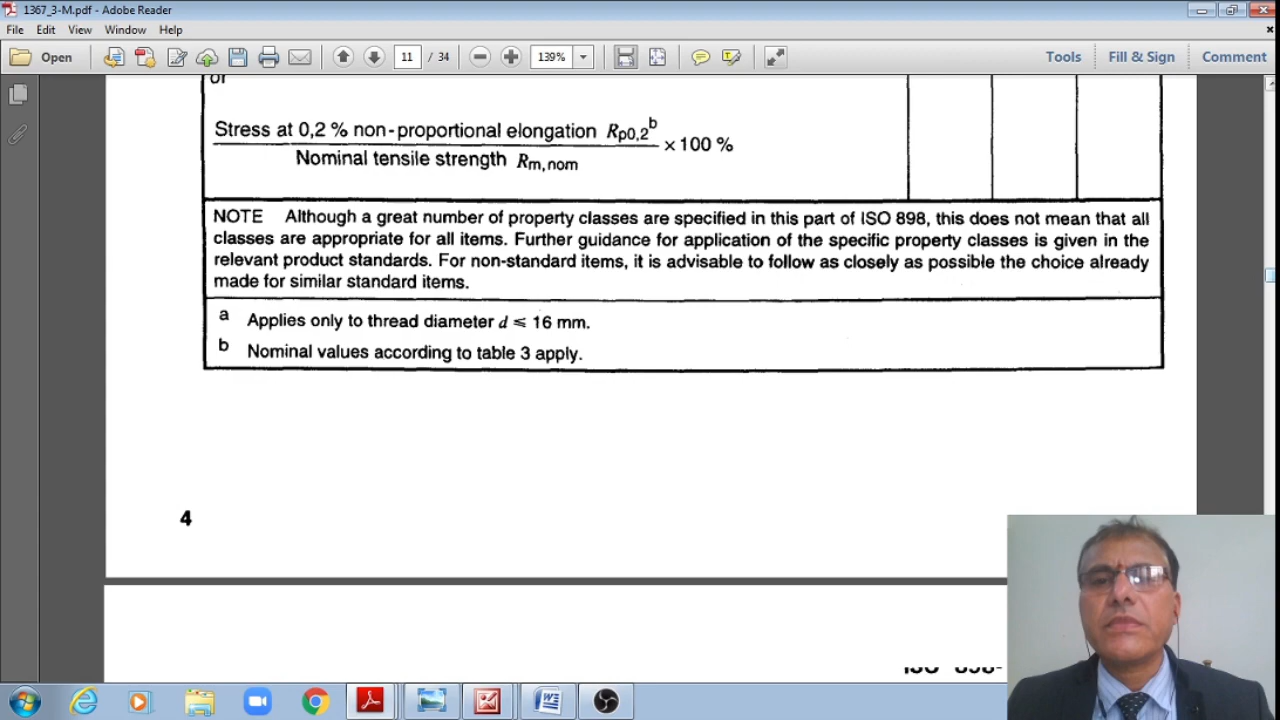 1367_3-M.pdf - Adobe Reader
File Edit View Window Help
Open 11 / 34 139% Tools Fill & Sign Comment
or
Stress at 0,2 % non-proportional elongation Rp0,2b
Nominal tensile strength Rm, nom
× 100 %
NOTE Although a great number of property classes are specified in this part of ISO 898, this does not mean that all
classes are appropriate for all items. Further guidance for application of the specific property classes is given in the
relevant product standards. For non-standard items, it is advisable to follow as closely as possible the choice already
made for similar standard items.
a Applies only to thread diameter d ≤ 16 mm.
b Nominal values according to table 3 apply.
4